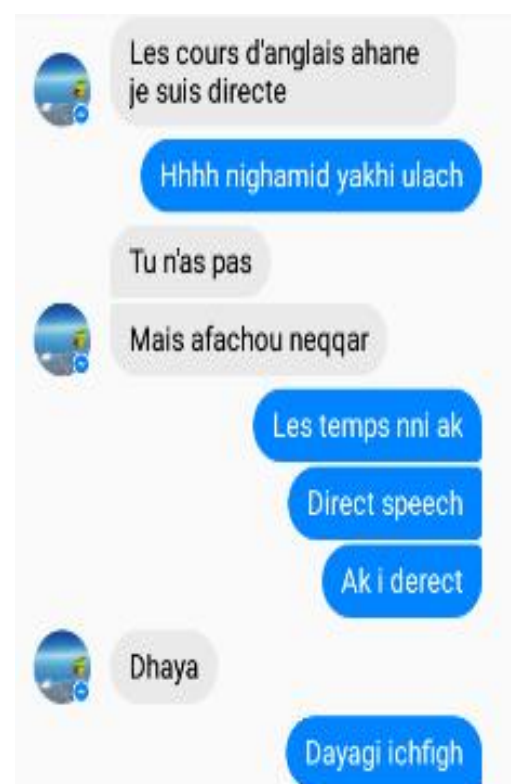 Les cours d'anglais ahane
je suis directe
Hhhh nighamid yakhi ulach
Tu n'as pas
Mais afachou neqqar
Les temps nni ak
Direct speech
Ak i derect
Dhaya
Dayagi ichfigh